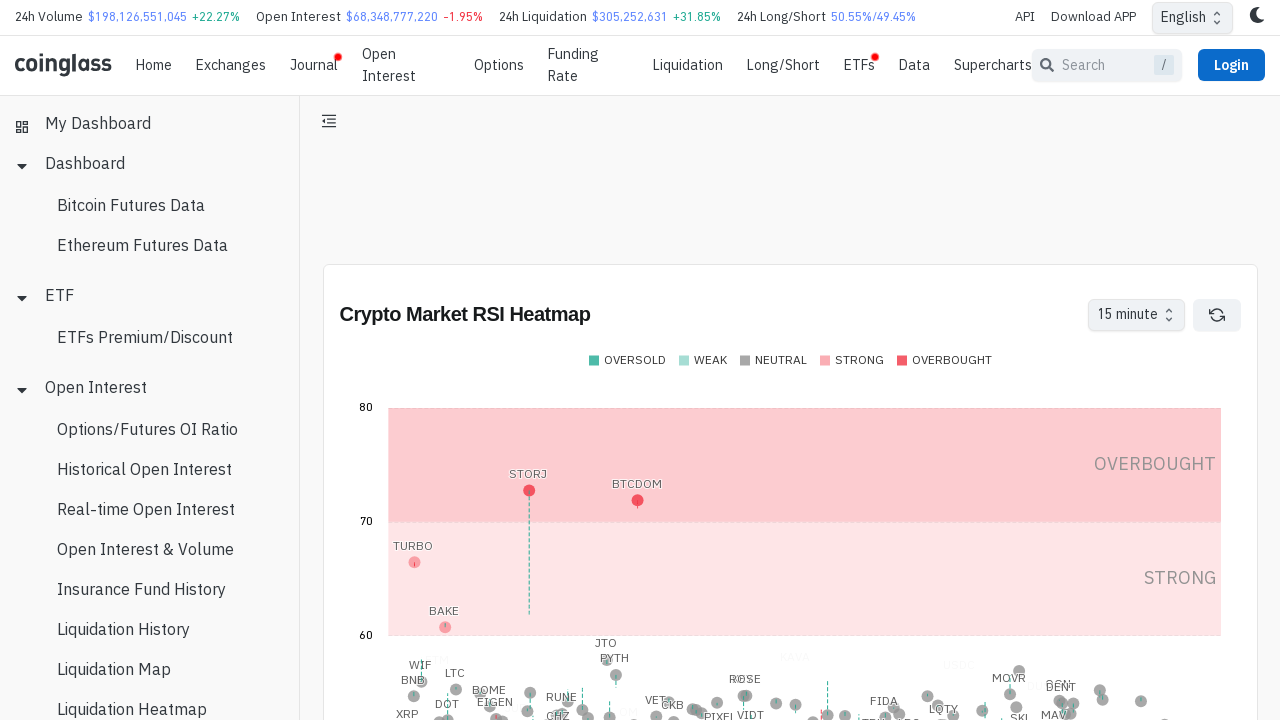 24h Volume $198,126,551,045 +22.27% Open Interest $68,348,777,220 -1.95% 24h Liquidation $305,252,631 +31.85% 24h Long/Short 50.55%/49.45% API Download APP English
coinglass Home Exchanges Journal Open Interest Options Funding Rate Liquidation Long/Short ETFs Data Supercharts Search / Login
My Dashboard
Dashboard
Bitcoin Futures Data
Ethereum Futures Data
ETF
ETFs Premium/Discount
Open Interest
Options/Futures OI Ratio
Historical Open Interest
Real-time Open Interest
Open Interest & Volume
Insurance Fund History
Liquidation History
Liquidation Map
Liquidation Heatmap
Crypto Market RSI Heatmap 15 minute
OVERSOLD WEAK NEUTRAL STRONG OVERBOUGHT
80
OVERBOUGHT
STORJ
BTCDOM
70
TURBO
STRONG
BAKE
60
JTO
PYTH
WIF
LTC
BNB
MOVR
ROSE
DENT
BOME
EIGEN
RUNE
VET
CKB
FIDA
DOT
LQTY
XRP
CHZ
PIXEL
VIDT